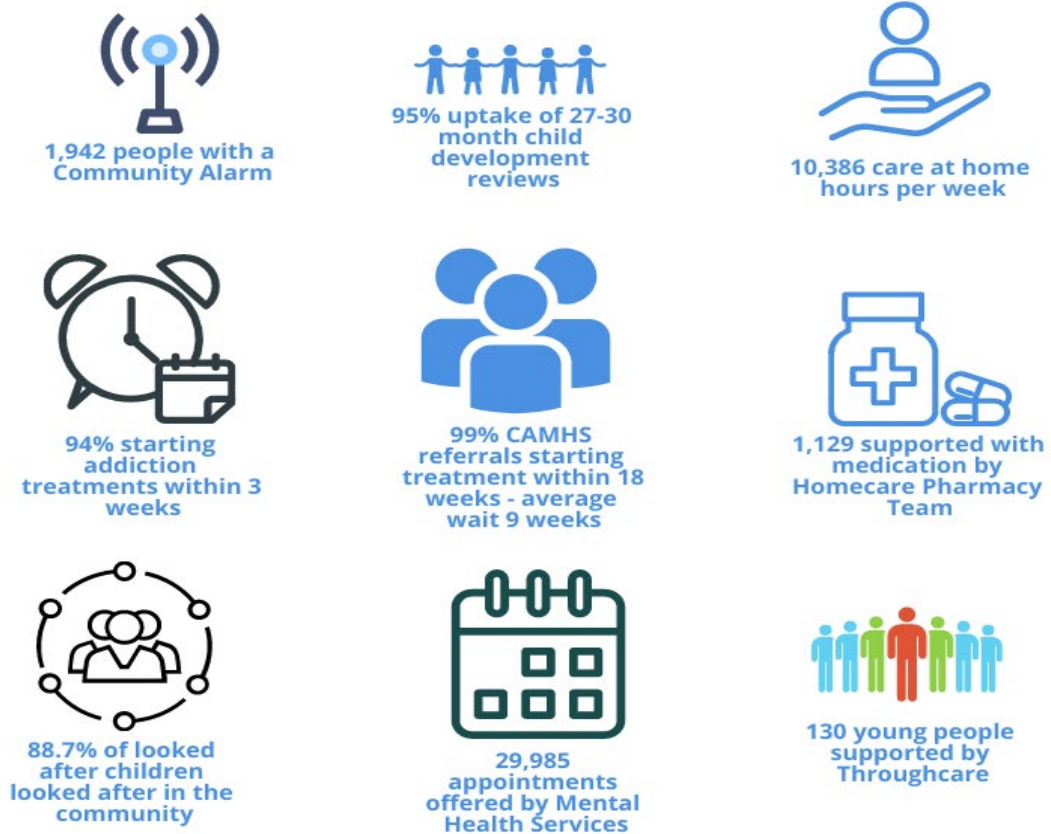 1,942 people with a
Community Alarm
95% uptake of 27-30
month child
development
reviews
10,386 care at home
hours per week
94% starting
addiction
treatments within 3
weeks
99% CAMHS
referrals starting
treatment within 18
weeks - average
wait 9 weeks
1,129 supported with
medication by
Homecare Pharmacy
Team
88.7% of looked
after children
looked after in the
community
29,985
appointments
offered by Mental
Health Services
130 young people
supported by
Throughcare